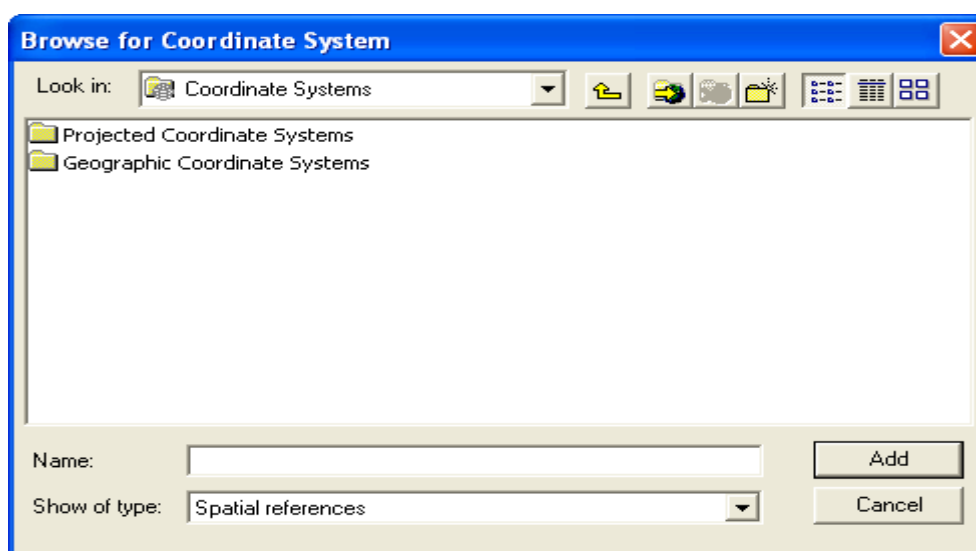 Browse for Coordinate System
Look in: Coordinate Systems
Projected Coordinate Systems
Geographic Coordinate Systems
Name: Add
Show of type: Spatial references Cancel